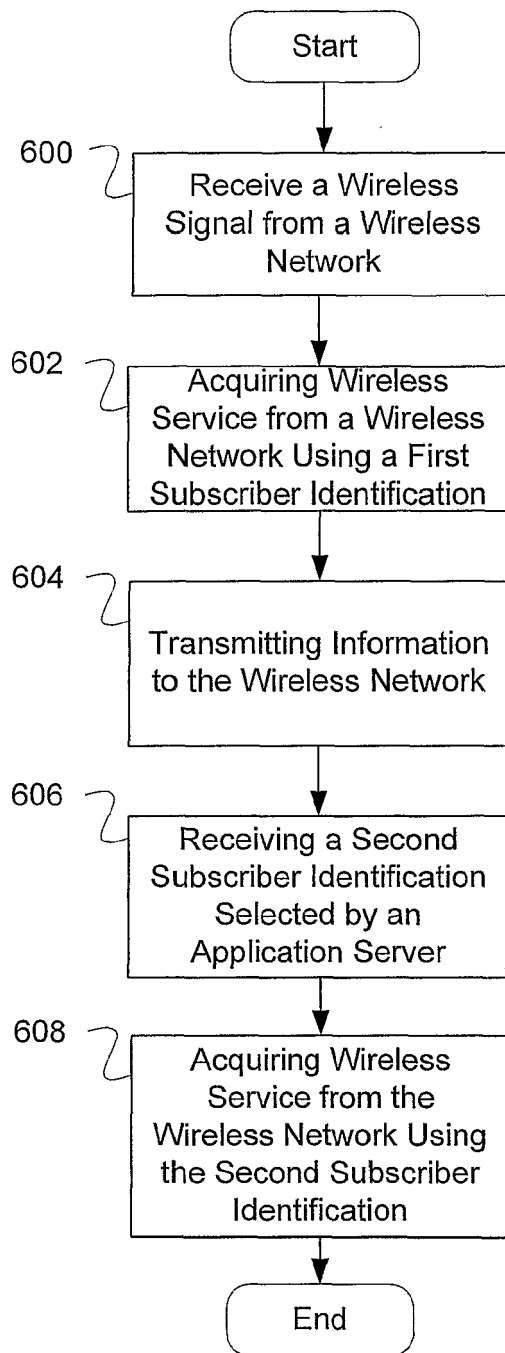 Start
600
Receive a Wireless
Signal from a Wireless
Network
602
Acquiring Wireless
Service from a Wireless
Network Using a First
Subscriber Identification
604
Transmitting Information
to the Wireless Network
606
Receiving a Second
Subscriber Identification
Selected by an
Application Server
608
Acquiring Wireless
Service from the
Wireless Network Using
the Second Subscriber
Identification
End